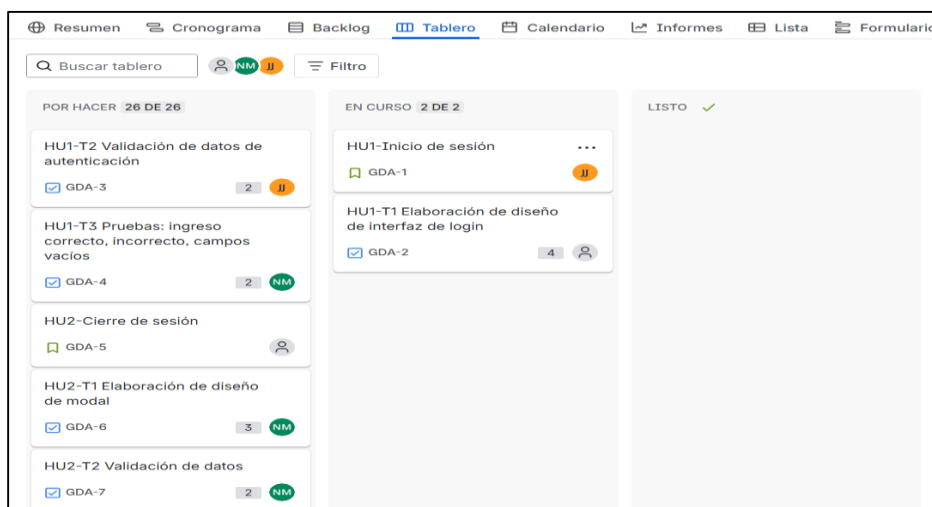 Resumen Cronograma Backlog Tablero Calendario Informes Lista Formulario
Buscar tablero NM JJ Filtro
POR HACER 26 DE 26
HU1-T2 Validación de datos de
autenticación
GDA-3 2 JJ
HU1-T3 Pruebas: ingreso
correcto, incorrecto, campos
vacíos
GDA-4 2 NM
HU2-Cierre de sesión
GDA-5
HU2-T1 Elaboración de diseño
de modal
GDA-6 3 NM
HU2-T2 Validación de datos
GDA-7 2 NM
EN CURSO 2 DE 2
HU1-Inicio de sesión
GDA-1 JJ
HU1-T1 Elaboración de diseño
de interfaz de login
GDA-2 4
LISTO